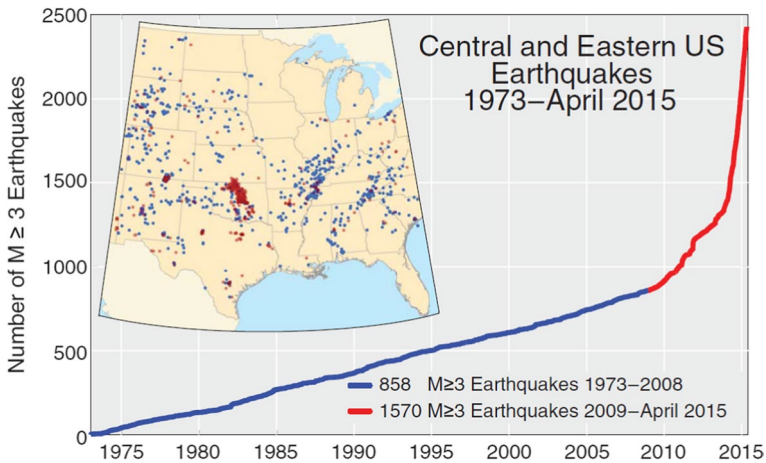 Central and Eastern US
Earthquakes
1973–April 2015
Number of M ≥ 3 Earthquakes
2500
2000
1500
1000
500
0
858 M≥3 Earthquakes 1973–2008
1570 M≥3 Earthquakes 2009–April 2015
1975 1980 1985 1990 1995 2000 2005 2010 2015